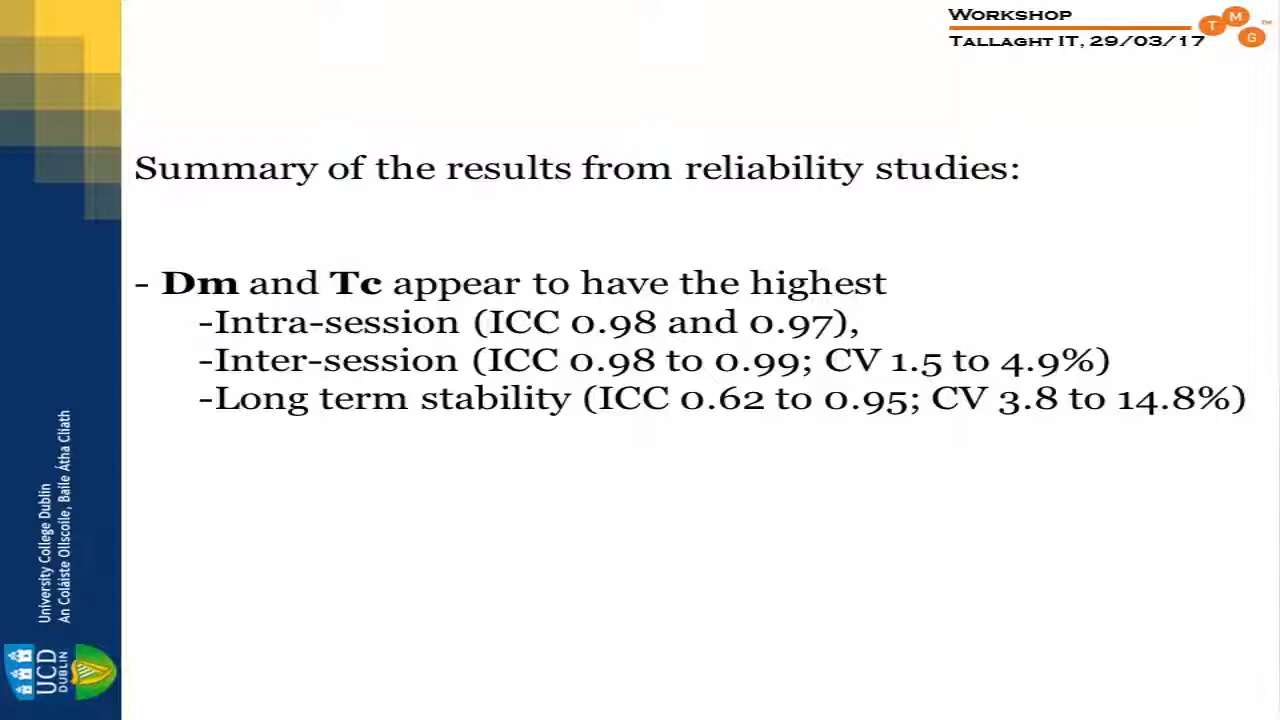 WORKSHOP
TALLAGHT IT, 29/03/17
T M G ™
Summary of the results from reliability studies:
- Dm and Tc appear to have the highest
-Intra-session (ICC 0.98 and 0.97),
-Inter-session (ICC 0.98 to 0.99; CV 1.5 to 4.9%)
-Long term stability (ICC 0.62 to 0.95; CV 3.8 to 14.8%)
University College Dublin
An Coláiste Ollscoile, Baile Átha Cliath
UCD
DUBLIN